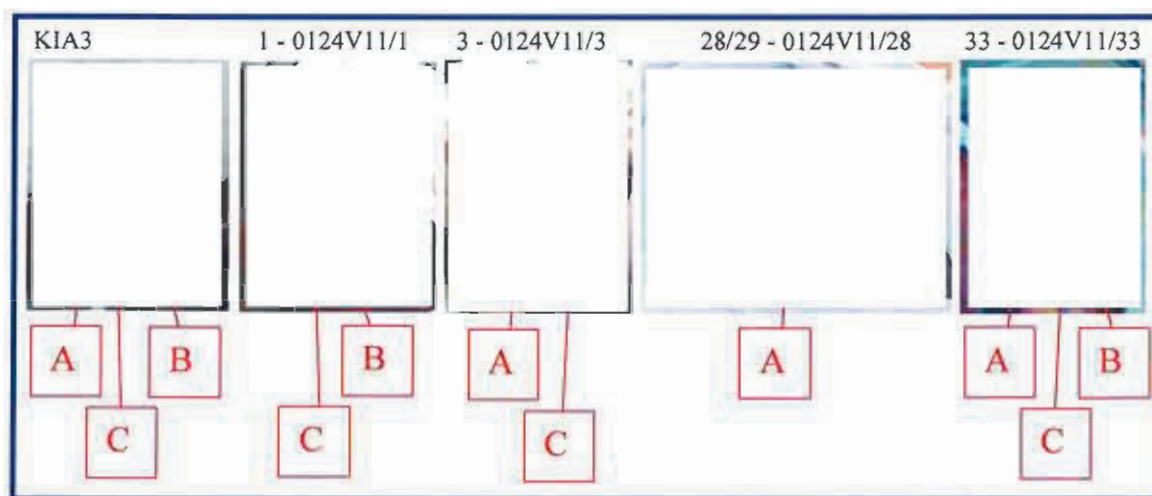 KIA3 1 - 0124V11/1 3 - 0124V11/3 28/29 - 0124V11/28 33 - 0124V11/33
A B B A A A B
C C C C